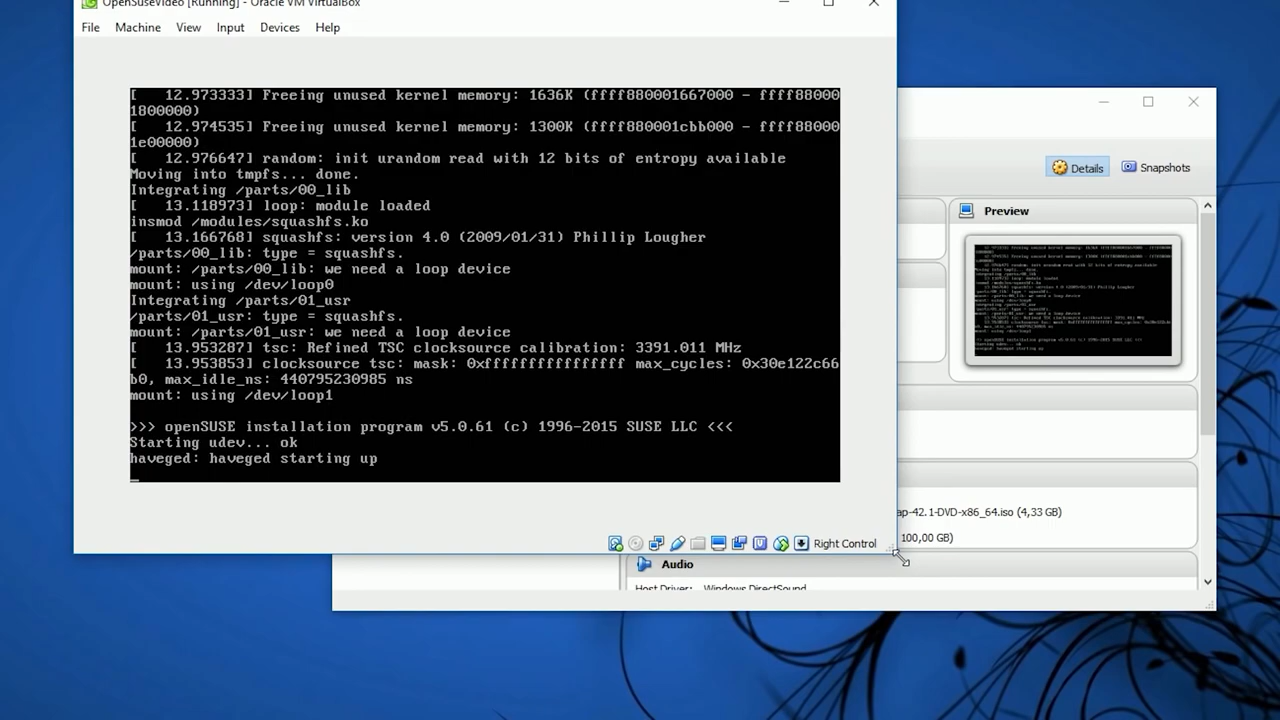 OpenSuseVideo [Running] - Oracle VM VirtualBox
File Machine View Input Devices Help
[   12.973333] Freeing unused kernel memory: 1636K (ffff880001667000 - ffff8800
01800000)
[   12.974535] Freeing unused kernel memory: 1300K (ffff880001cbb000 - ffff8800
01e00000)
[   12.976647] random: init urandom read with 12 bits of entropy available
Moving into tmpfs... done.
Integrating /parts/00_lib
[   13.118973] loop: module loaded
insmod /modules/squashfs.ko
[   13.166768] squashfs: version 4.0 (2009/01/31) Phillip Lougher
/parts/00_lib: type = squashfs.
mount: /parts/00_lib: we need a loop device
mount: using /dev/loop0
Integrating /parts/01_usr
/parts/01_usr: type = squashfs.
mount: /parts/01_usr: we need a loop device
[   13.953287] tsc: Refined TSC clocksource calibration: 3391.011 MHz
[   13.953853] clocksource tsc: mask: 0xffffffffffffffff max_cycles: 0x30e122c66
b0, max_idle_ns: 440795230985 ns
mount: using /dev/loop1
>>> openSUSE installation program v5.0.61 (c) 1996-2015 SUSE LLC <<<
Starting udev... ok
haveged: haveged starting up
Right Control
Details Snapshots
Preview
ap-42.1-DVD-x86_64.iso (4,33 GB)
100,00 GB)
Audio
Host Driver: Windows DirectSound